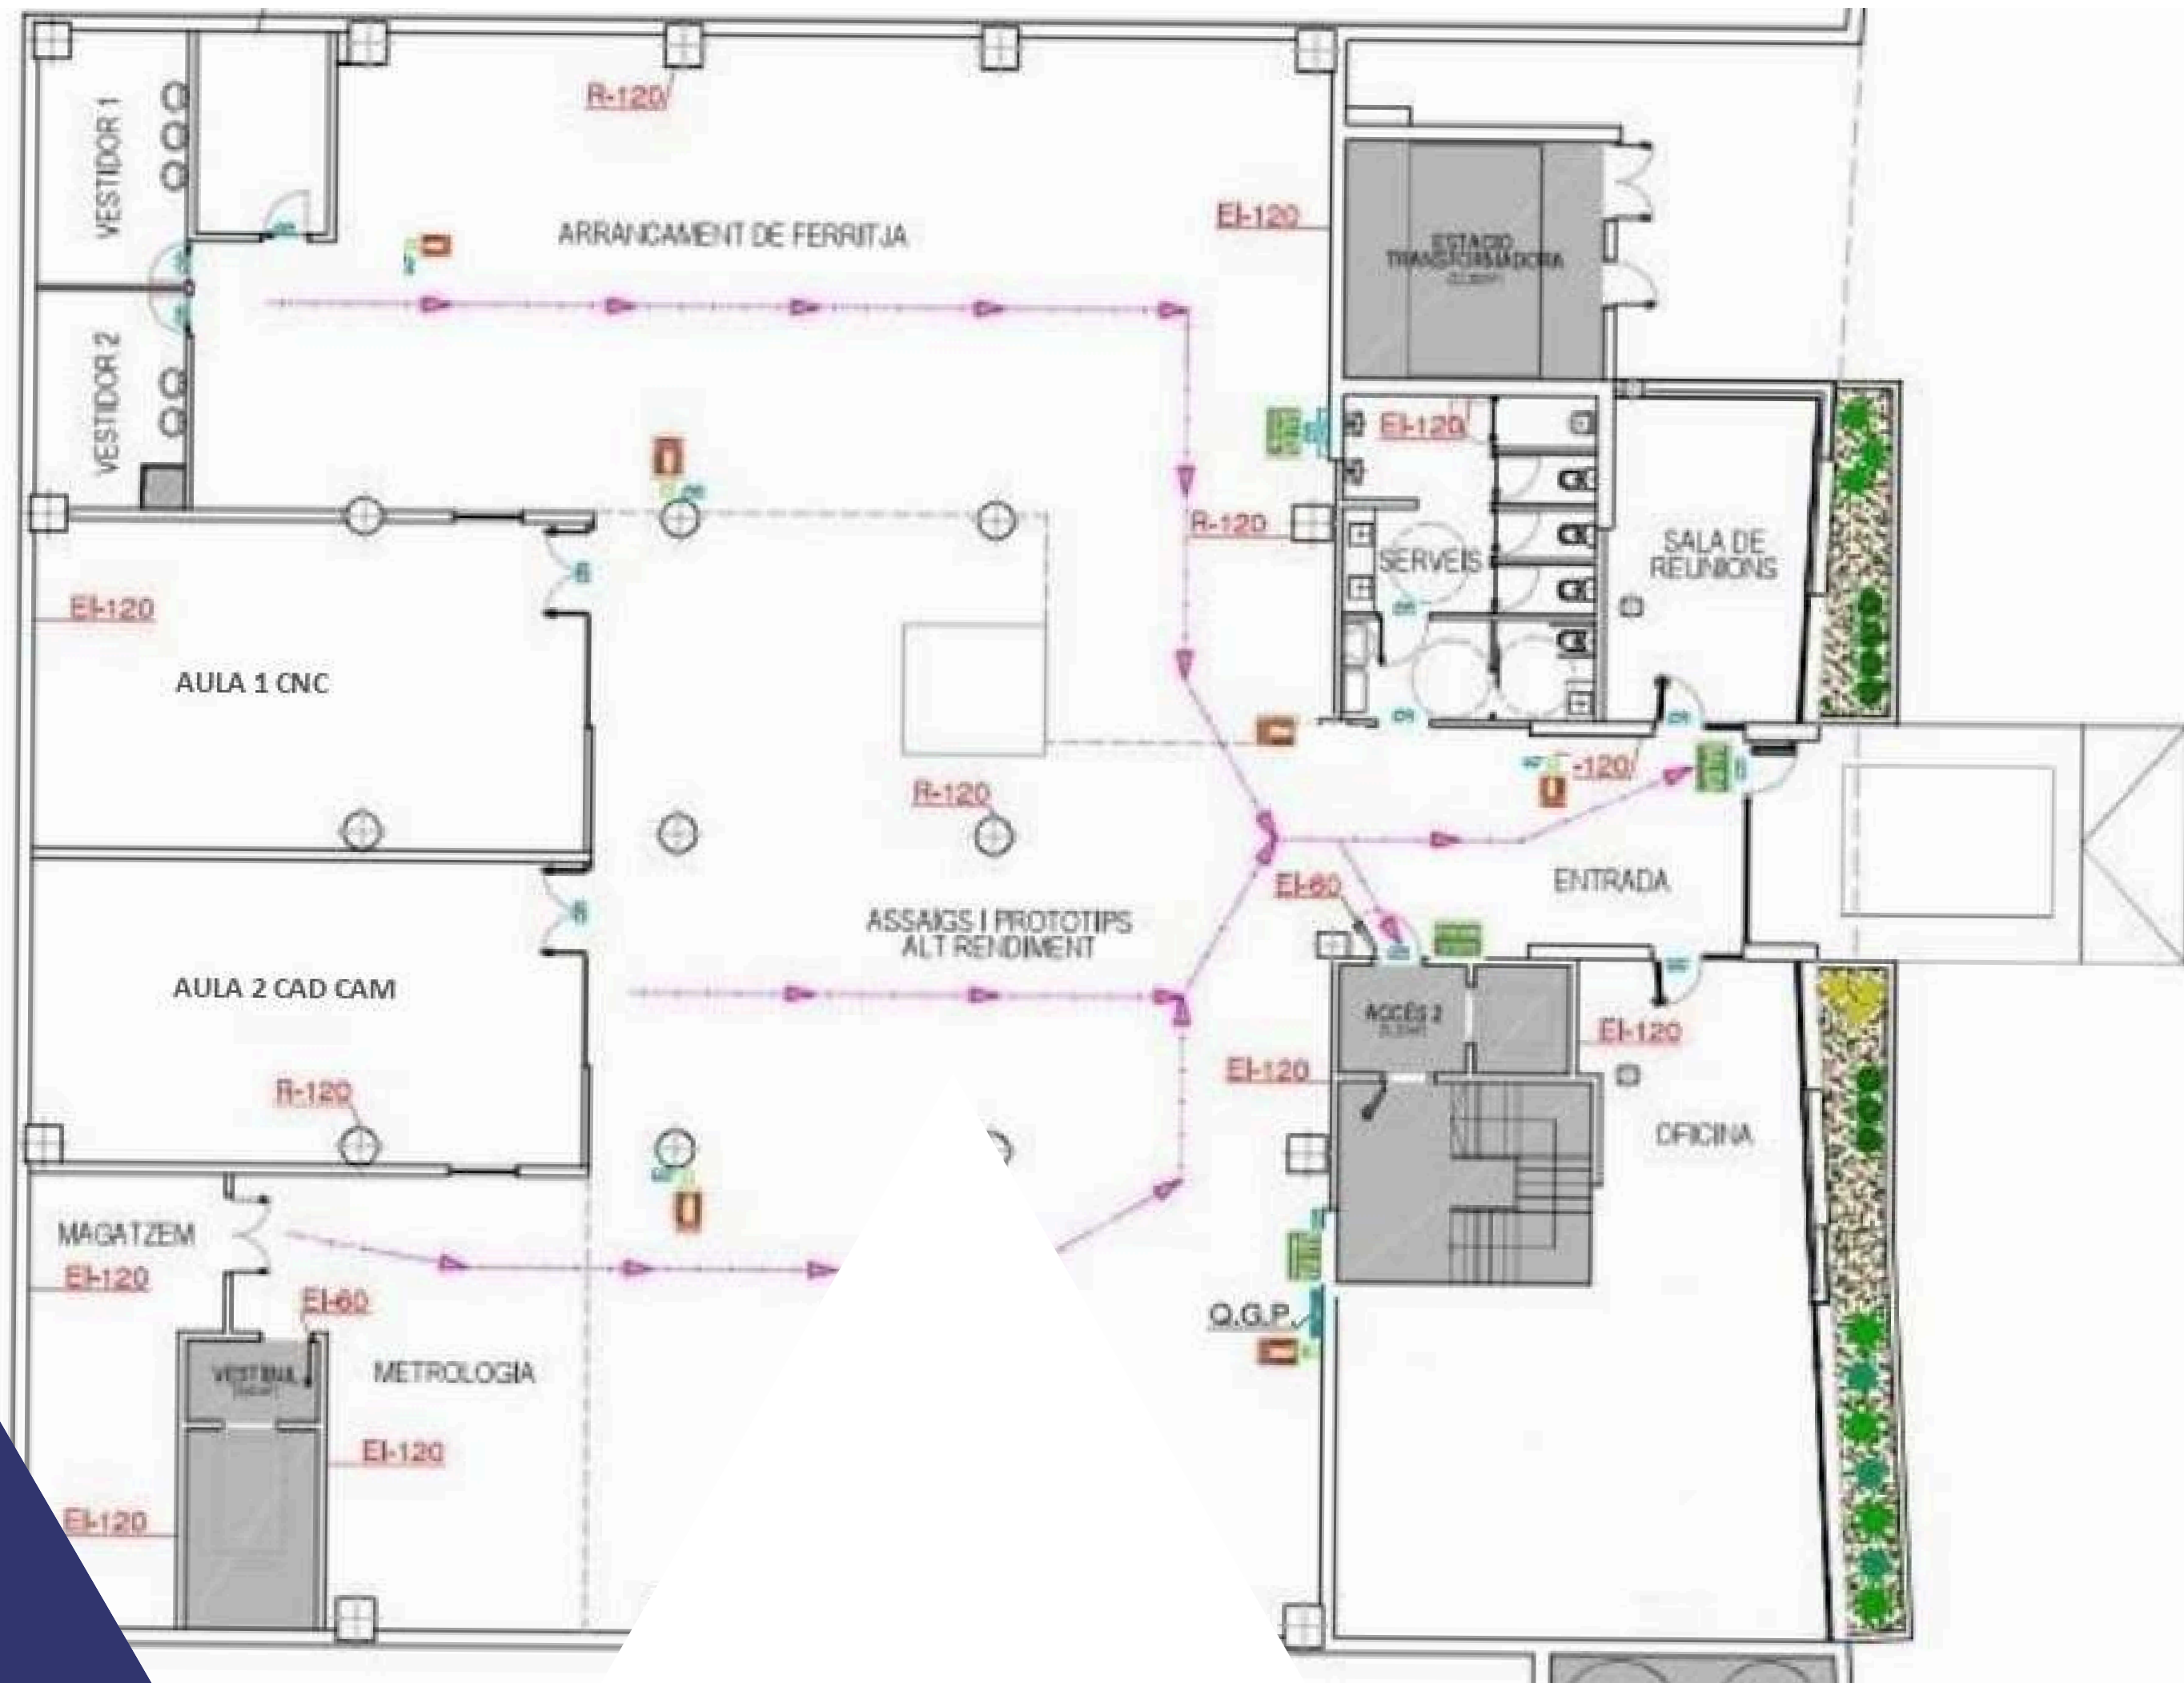 R-120
VESTIDOR 1
EI-120
ARRANCAMENT DE FERRITJA
ESTACIO
TRANSFORMADORA
VESTIDOR 2
EI-120
R-120
SERVEIS
SALA DE
REUNIONS
EI-120
AULA 1 CNC
-120
R-120
EI-60
ENTRADA
ASSAIGS I PROTOTIPS
ALT RENDIMENT
AULA 2 CAD CAM
ACCÉS 2
EI-120
EI-120
R-120
OFICINA
MAGATZEM
EI-120
EI-60
Q.G.P.
METROLOGIA
EI-120
EI-120